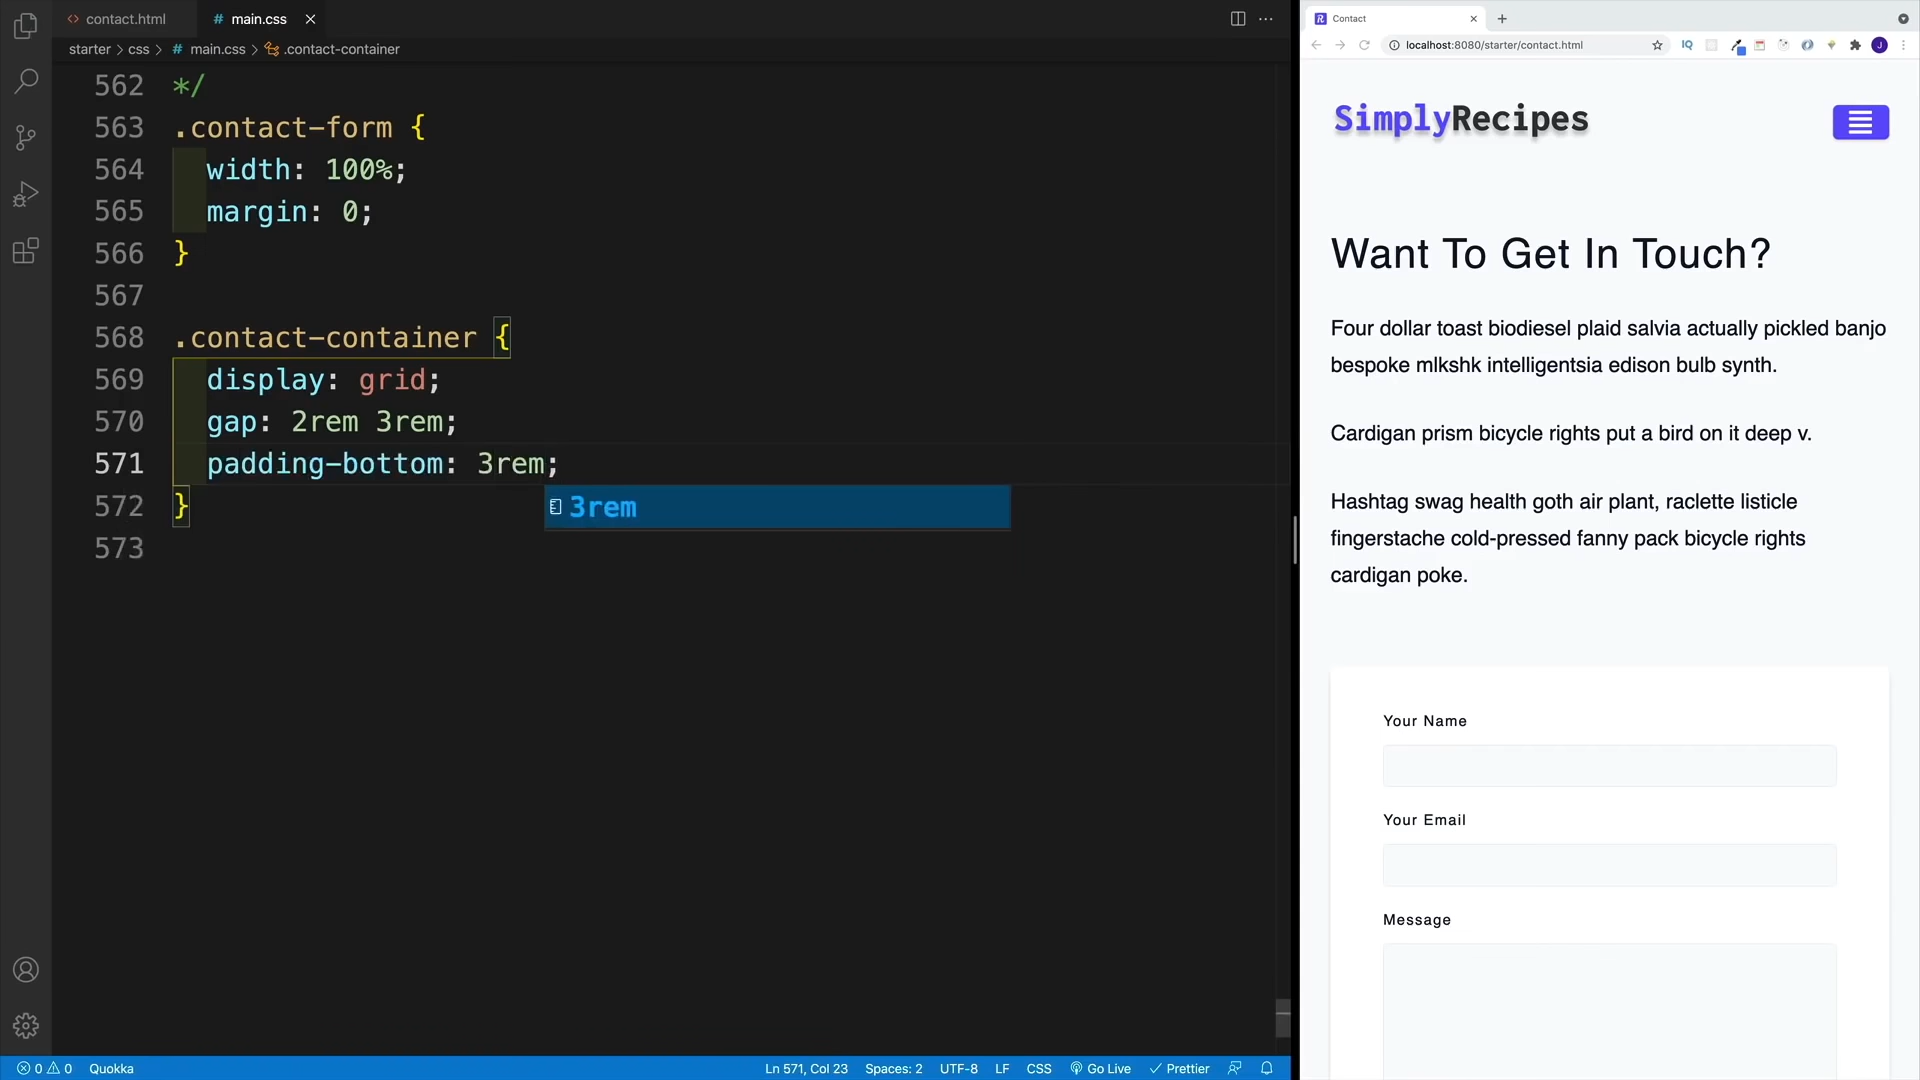 contact.html
# main.css
starter > css > # main.css > .contact-container
562 */
563 .contact-form {
564 width: 100%;
565 margin: 0;
566 }
567
568 .contact-container {
569 display: grid;
570 gap: 2rem 3rem;
571 padding-bottom: 3rem;
3rem
572 }
573
0 0 Quokka
Ln 571, Col 23 Spaces: 2 UTF-8 LF CSS Go Live Prettier
Contact
localhost:8080/starter/contact.html
IQ
J
SimplyRecipes
Want To Get In Touch?
Four dollar toast biodiesel plaid salvia actually pickled banjo
bespoke mlkshk intelligentsia edison bulb synth.
Cardigan prism bicycle rights put a bird on it deep v.
Hashtag swag health goth air plant, raclette listicle
fingerstache cold-pressed fanny pack bicycle rights
cardigan poke.
Your Name
Your Email
Message